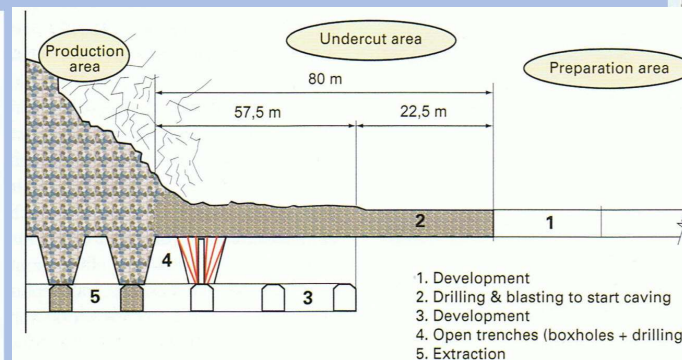 Production
area
Undercut area
Preparation area
80 m
57,5 m
22,5 m
2
1
4
5
3
1. Development
2. Drilling & blasting to start caving
3. Development
4. Open trenches (boxholes + drilling
5. Extraction